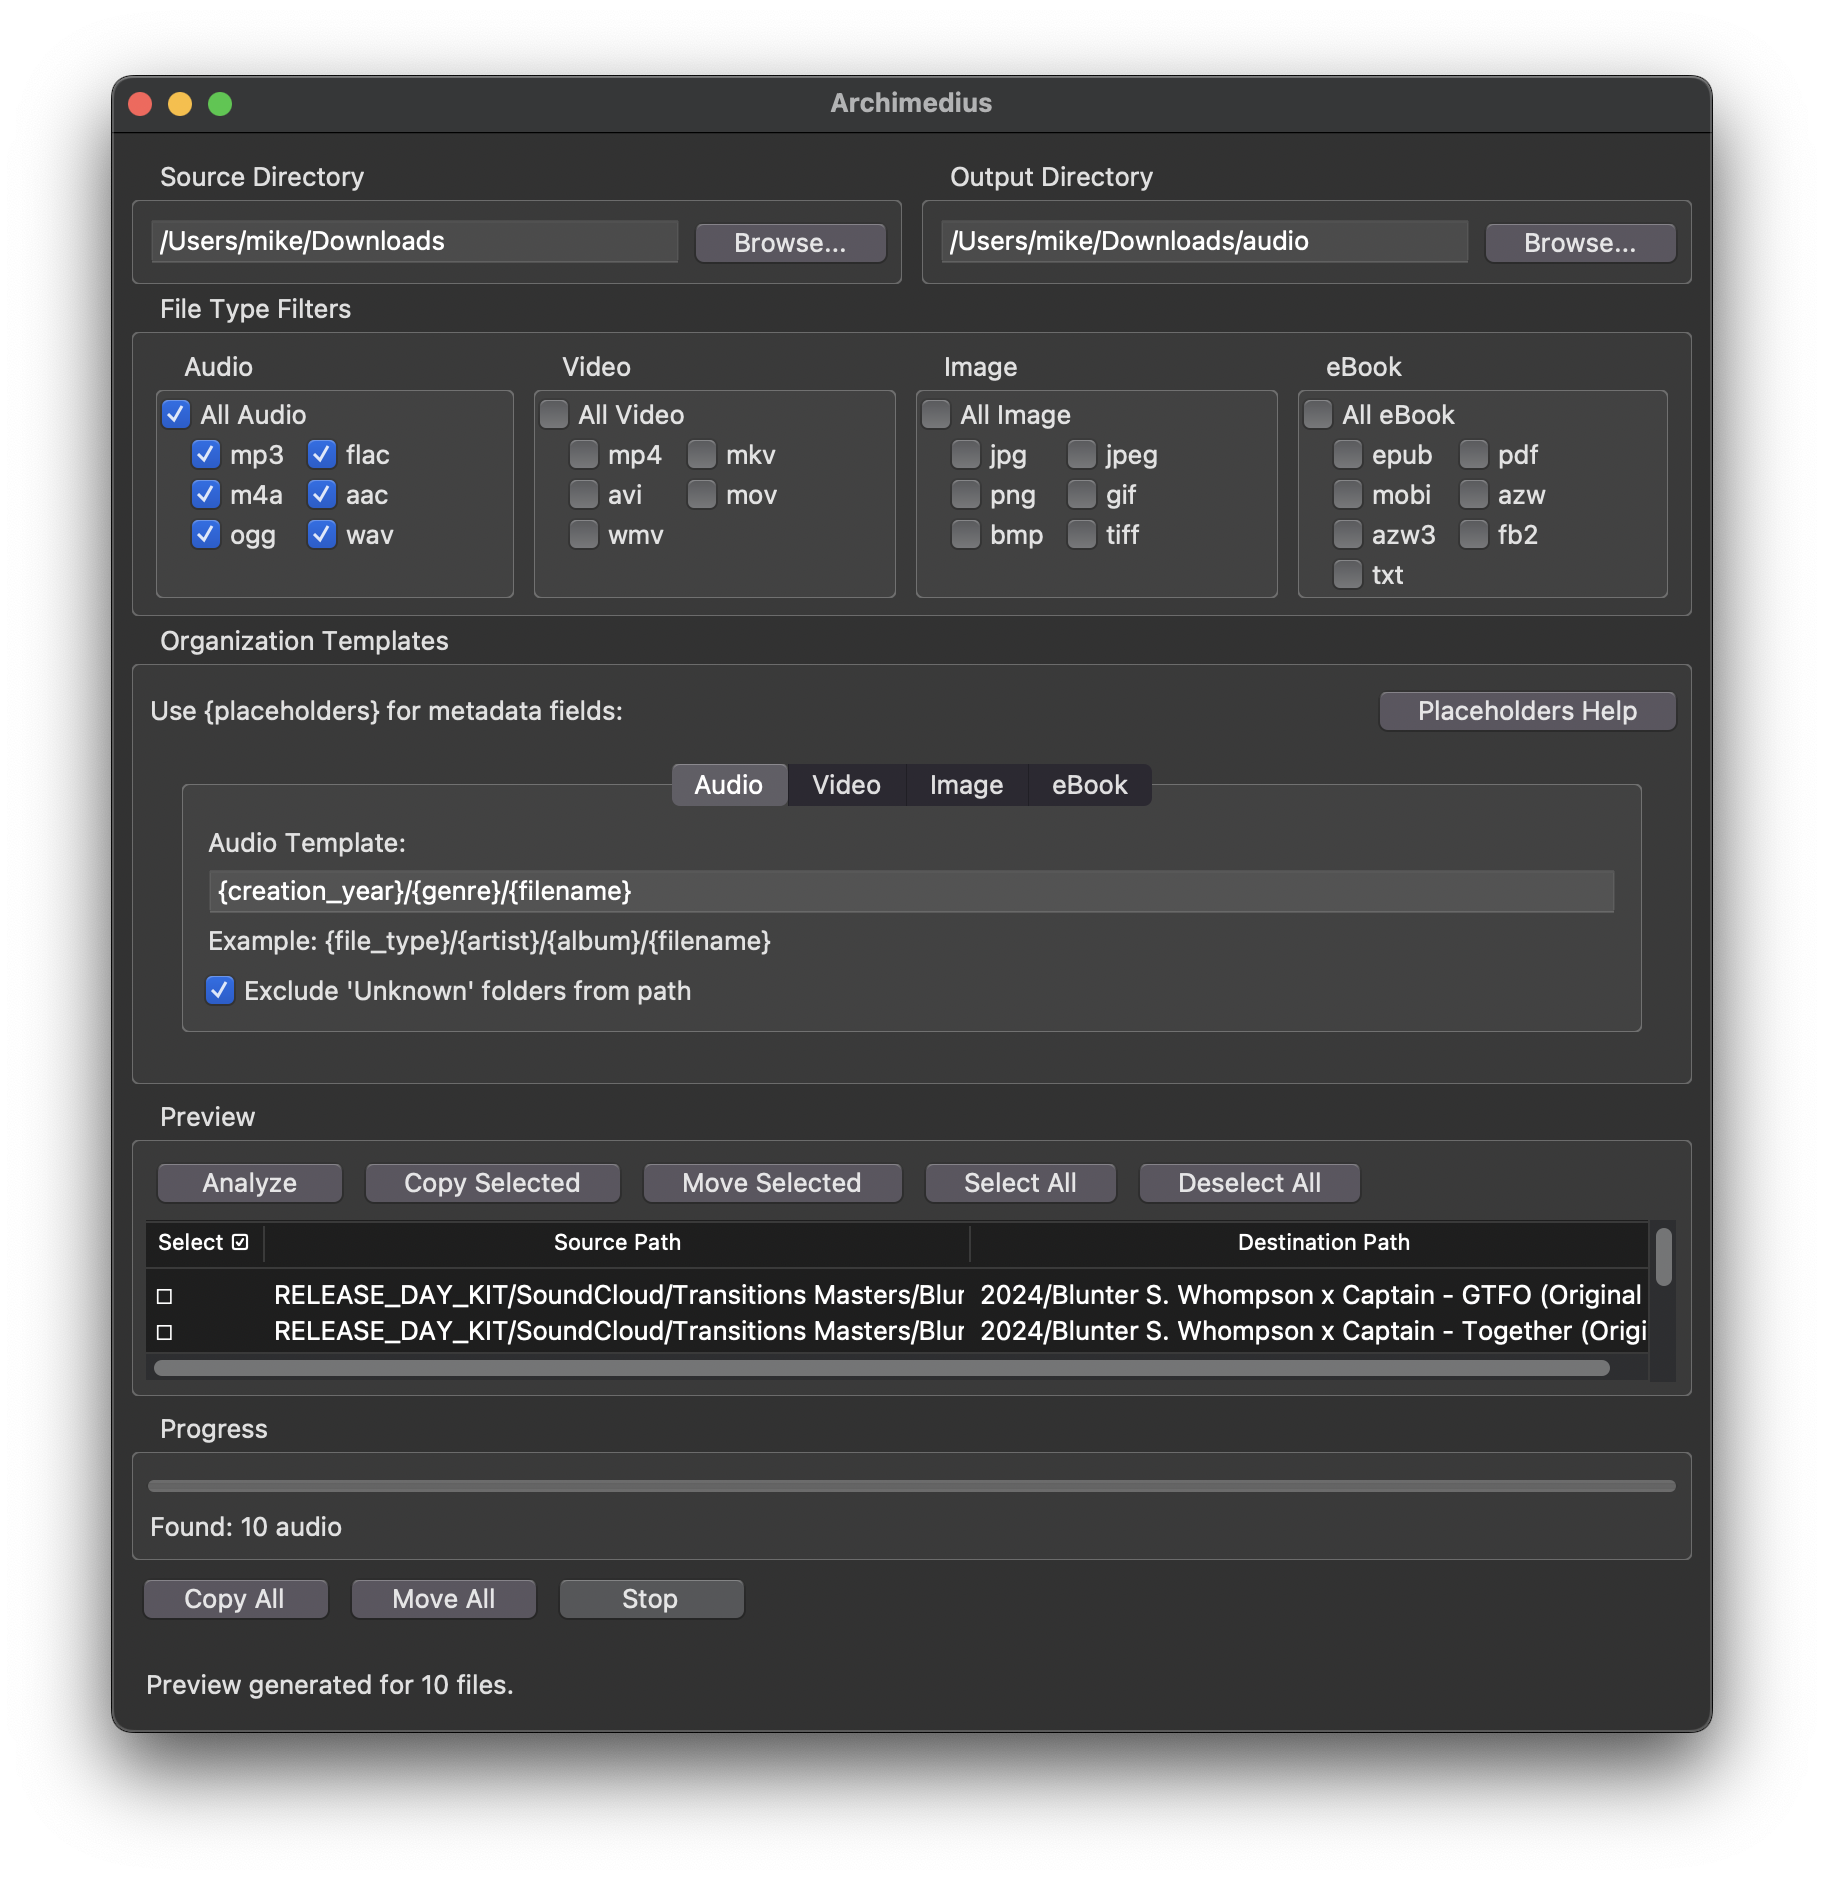 Archimedius
Source Directory
Output Directory
/Users/mike/Downloads
Browse...
/Users/mike/Downloads/audio
Browse...
File Type Filters
Audio
Video
Image
eBook
All Audio
All Video
All Image
All eBook
mp3 flac
mp4 mkv
jpg jpeg
epub pdf
m4a aac
avi mov
png gif
mobi azw
ogg wav
wmv
bmp tiff
azw3 fb2
txt
Organization Templates
Use {placeholders} for metadata fields:
Placeholders Help
Audio Video Image eBook
Audio Template:
{creation_year}/{genre}/{filename}
Example: {file_type}/{artist}/{album}/{filename}
Exclude 'Unknown' folders from path
Preview
Analyze
Copy Selected
Move Selected
Select All
Deselect All
Select
Source Path
Destination Path
RELEASE_DAY_KIT/SoundCloud/Transitions Masters/Blur
2024/Blunter S. Whompson x Captain - GTFO (Original
RELEASE_DAY_KIT/SoundCloud/Transitions Masters/Blur
2024/Blunter S. Whompson x Captain - Together (Origi
Progress
Found: 10 audio
Copy All
Move All
Stop
Preview generated for 10 files.